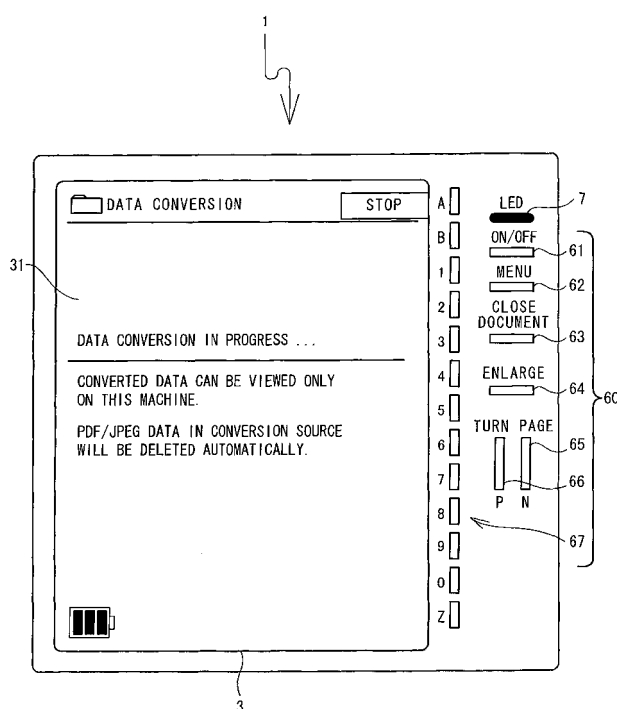 1
DATA CONVERSION
STOP
31
DATA CONVERSION IN PROGRESS ...
CONVERTED DATA CAN BE VIEWED ONLY
ON THIS MACHINE.
PDF/JPEG DATA IN CONVERSION SOURCE
WILL BE DELETED AUTOMATICALLY.
3
A
B
1
2
3
4
5
6
7
8
9
0
Z
LED
7
ON/OFF
61
MENU
62
CLOSE
DOCUMENT
63
ENLARGE
64
60
TURN PAGE
65
66
P N
67